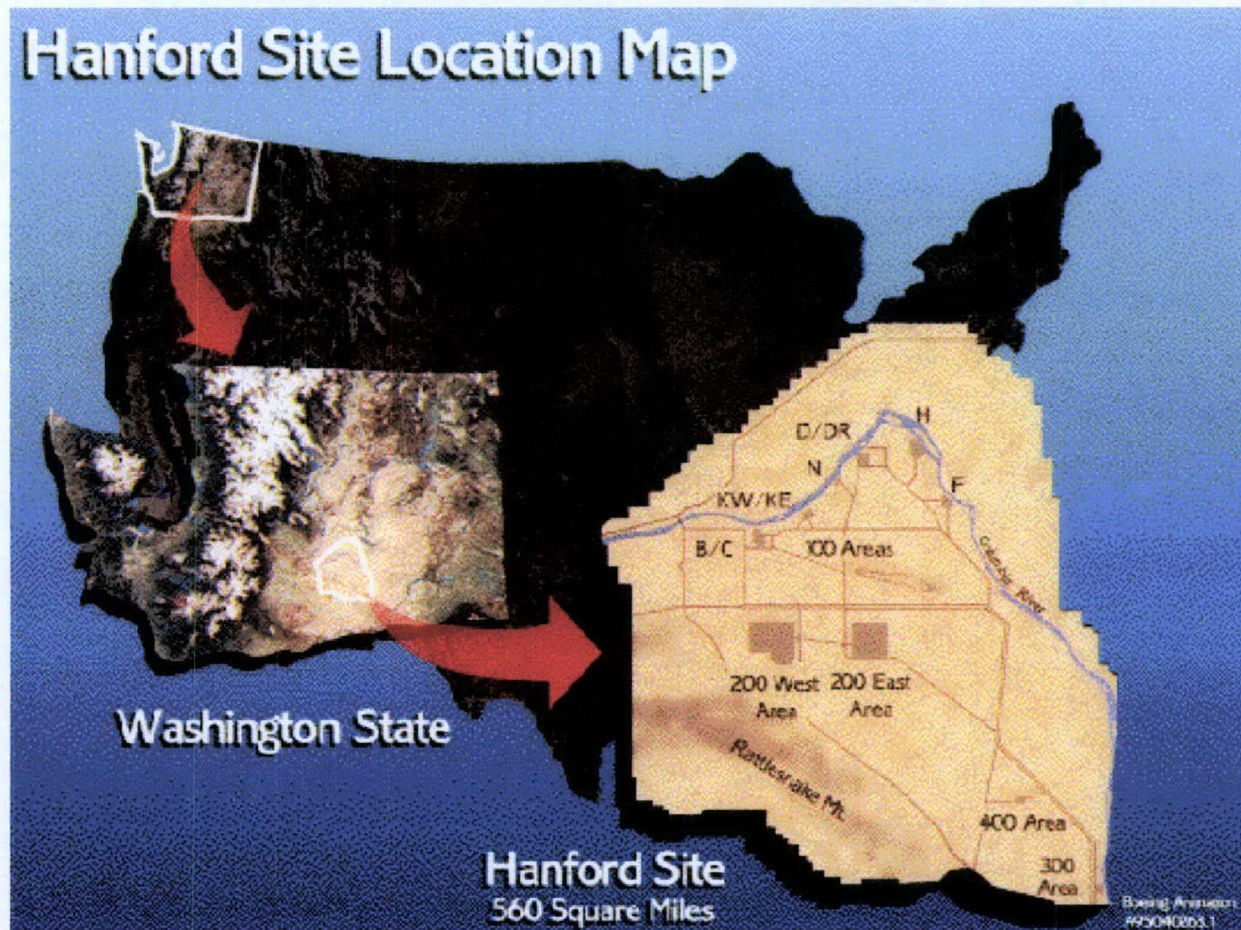 Hanford Site Location Map
H
D/DR
N
F
KW/KE
B/C
100 Areas
Columbia River
200 West
Area
200 East
Area
Rattlesnake Mt.
Washington State
400 Area
300
Area
Hanford Site
560 Square Miles
Boeing Animation